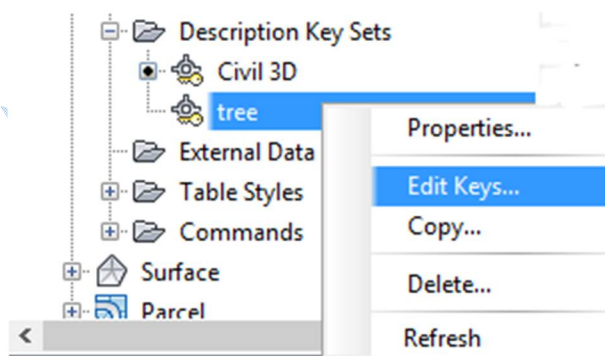 Description Key Sets
Civil 3D
tree
External Data
Table Styles
Commands
Surface
Parcel
Properties...
Edit Keys...
Copy...
Delete...
Refresh